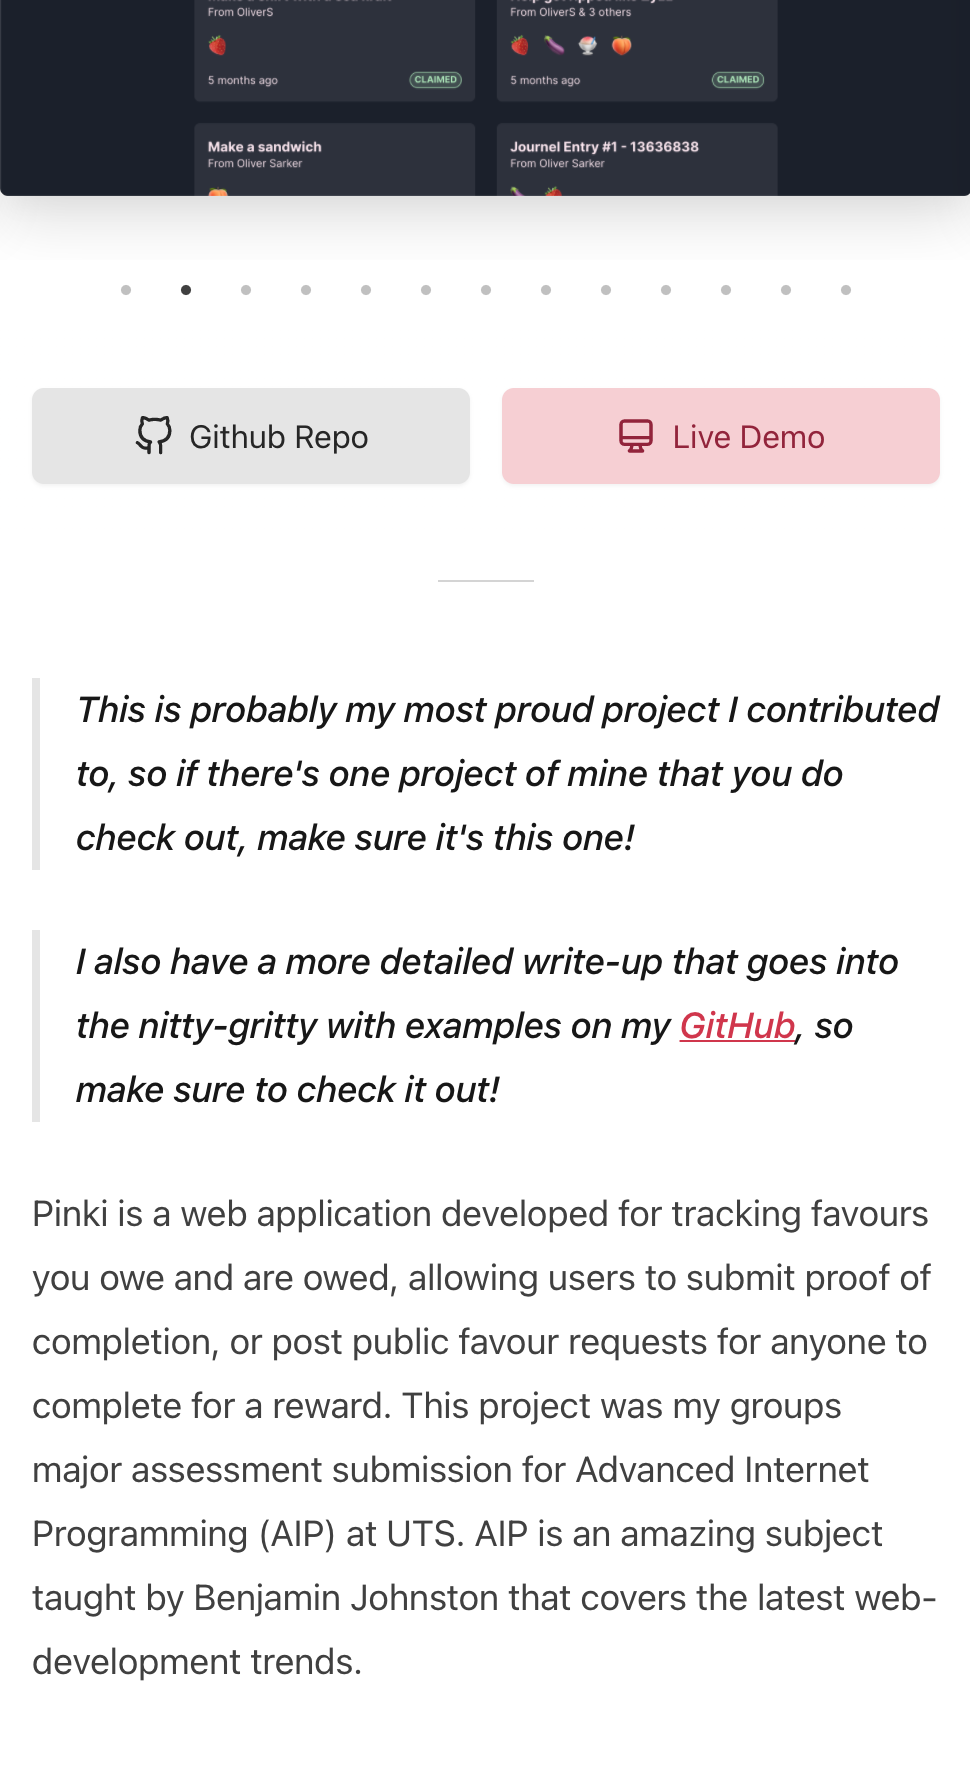 From OliverS
From OliverS & 3 others
5 months ago
CLAIMED
5 months ago
CLAIMED
Make a sandwich
From Oliver Sarker
Journel Entry #1 - 13636838
From Oliver Sarker
Github Repo
Live Demo
This is probably my most proud project I contributed
to, so if there's one project of mine that you do
check out, make sure it's this one!
I also have a more detailed write-up that goes into
the nitty-gritty with examples on my GitHub, so
make sure to check it out!
Pinki is a web application developed for tracking favours
you owe and are owed, allowing users to submit proof of
completion, or post public favour requests for anyone to
complete for a reward. This project was my groups
major assessment submission for Advanced Internet
Programming (AIP) at UTS. AIP is an amazing subject
taught by Benjamin Johnston that covers the latest web-
development trends.